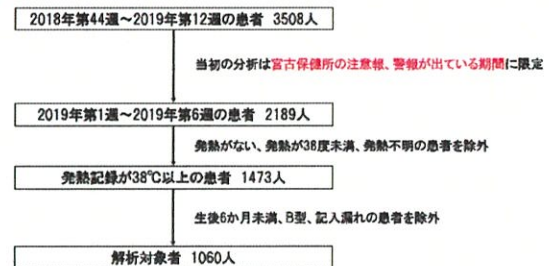 2018年第44週~2019年第12週の患者 3508人
当初の分析は宮古保健所の注意報、警報が出ている期間に限定
2019年第1週~2019年第6週の患者 2189人
発熱がない、発熱が38度未満、発熱不明の患者を除外
発熱記録が38℃以上の患者 1473人
生後6か月未満、B型、記入漏れの患者を除外
解析対象者 1060人